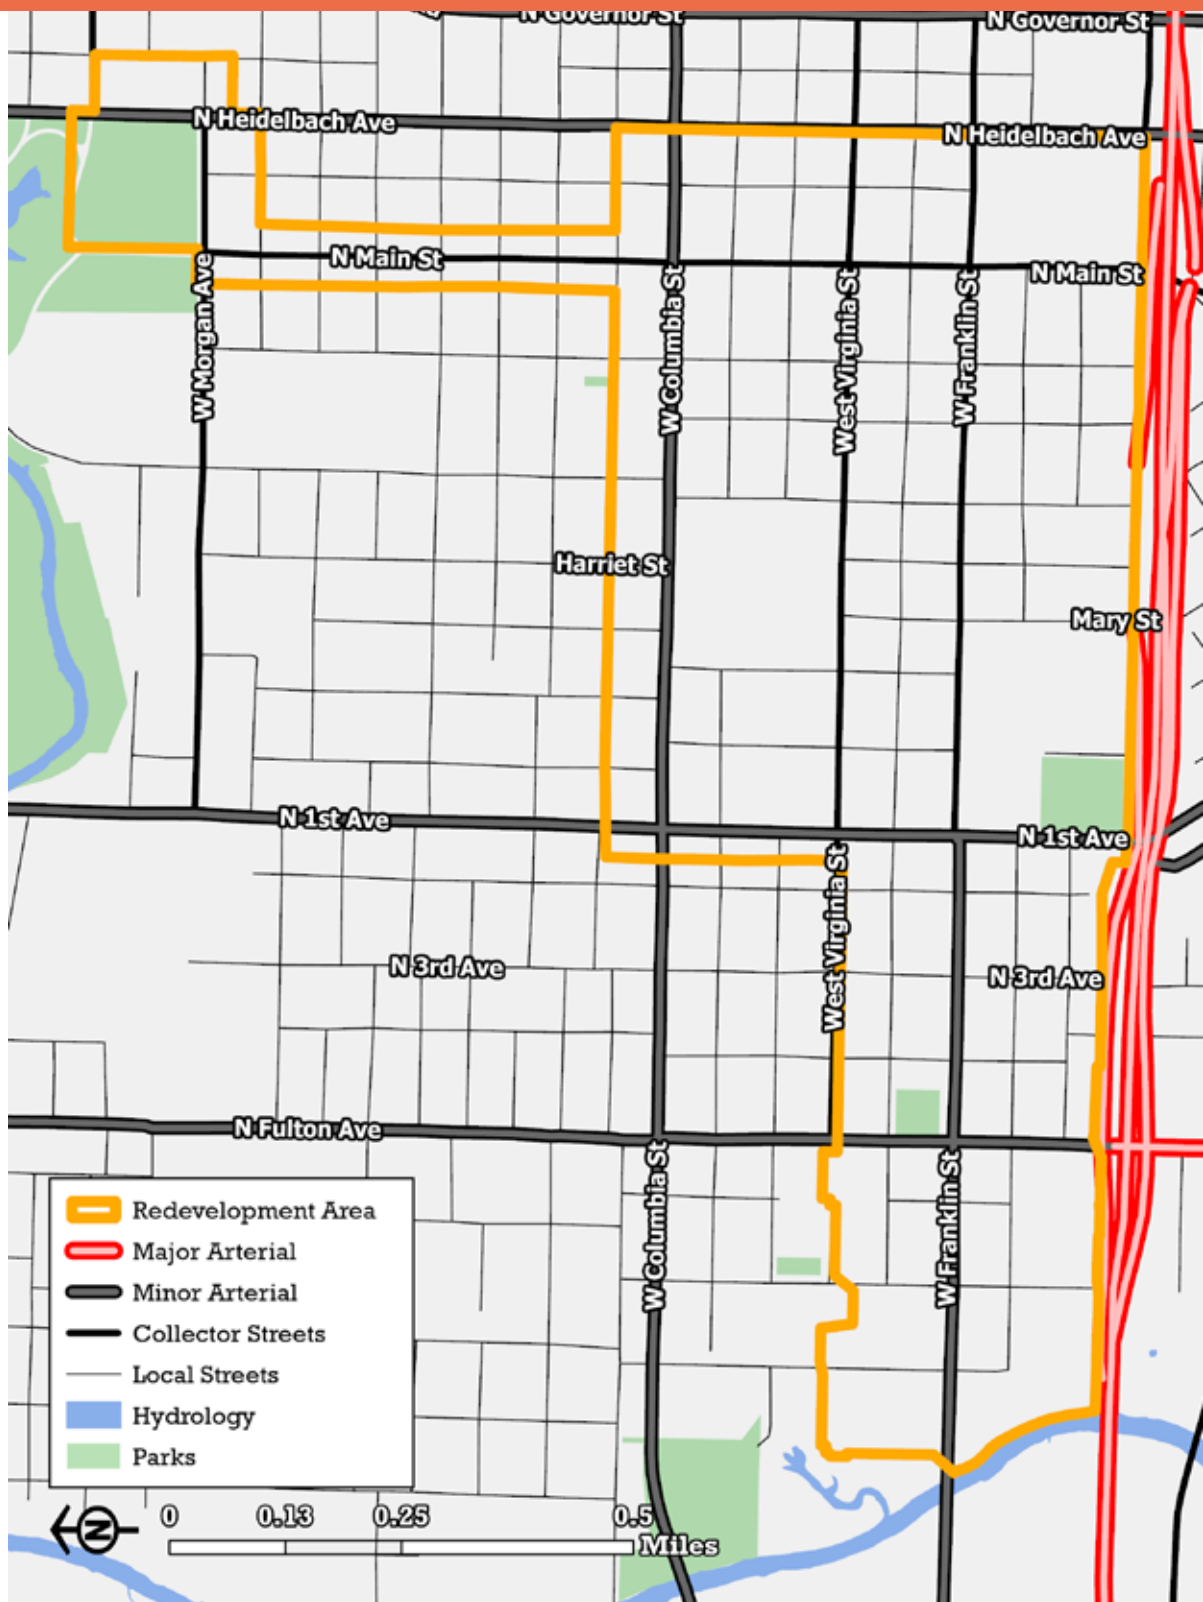 N Governor St
N Governor St
N Heidelbach Ave
N Heidelbach Ave
N Main St
N Main St
W Morgan Ave
W Columbia St
West Virginia St
W Franklin St
Harriet St
Mary St
N 1st Ave
N 1st Ave
West Virginia St
N 3rd Ave
N 3rd Ave
N Fulton Ave
W Columbia St
W Franklin St
Redevelopment Area
Major Arterial
Minor Arterial
Collector Streets
Local Streets
Hydrology
Parks
N
0 0.13 0.25 0.5
Miles